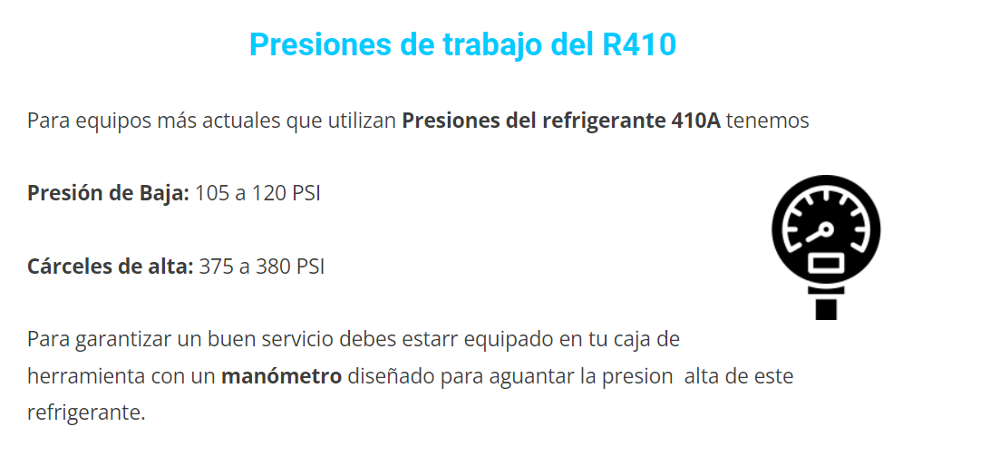 Presiones de trabajo del R410
Para equipos más actuales que utilizan Presiones del refrigerante 410A tenemos
Presión de Baja: 105 a 120 PSI
Cárceles de alta: 375 a 380 PSI
Para garantizar un buen servicio debes estarr equipado en tu caja de
herramienta con un manómetro diseñado para aguantar la presion  alta de este
refrigerante.